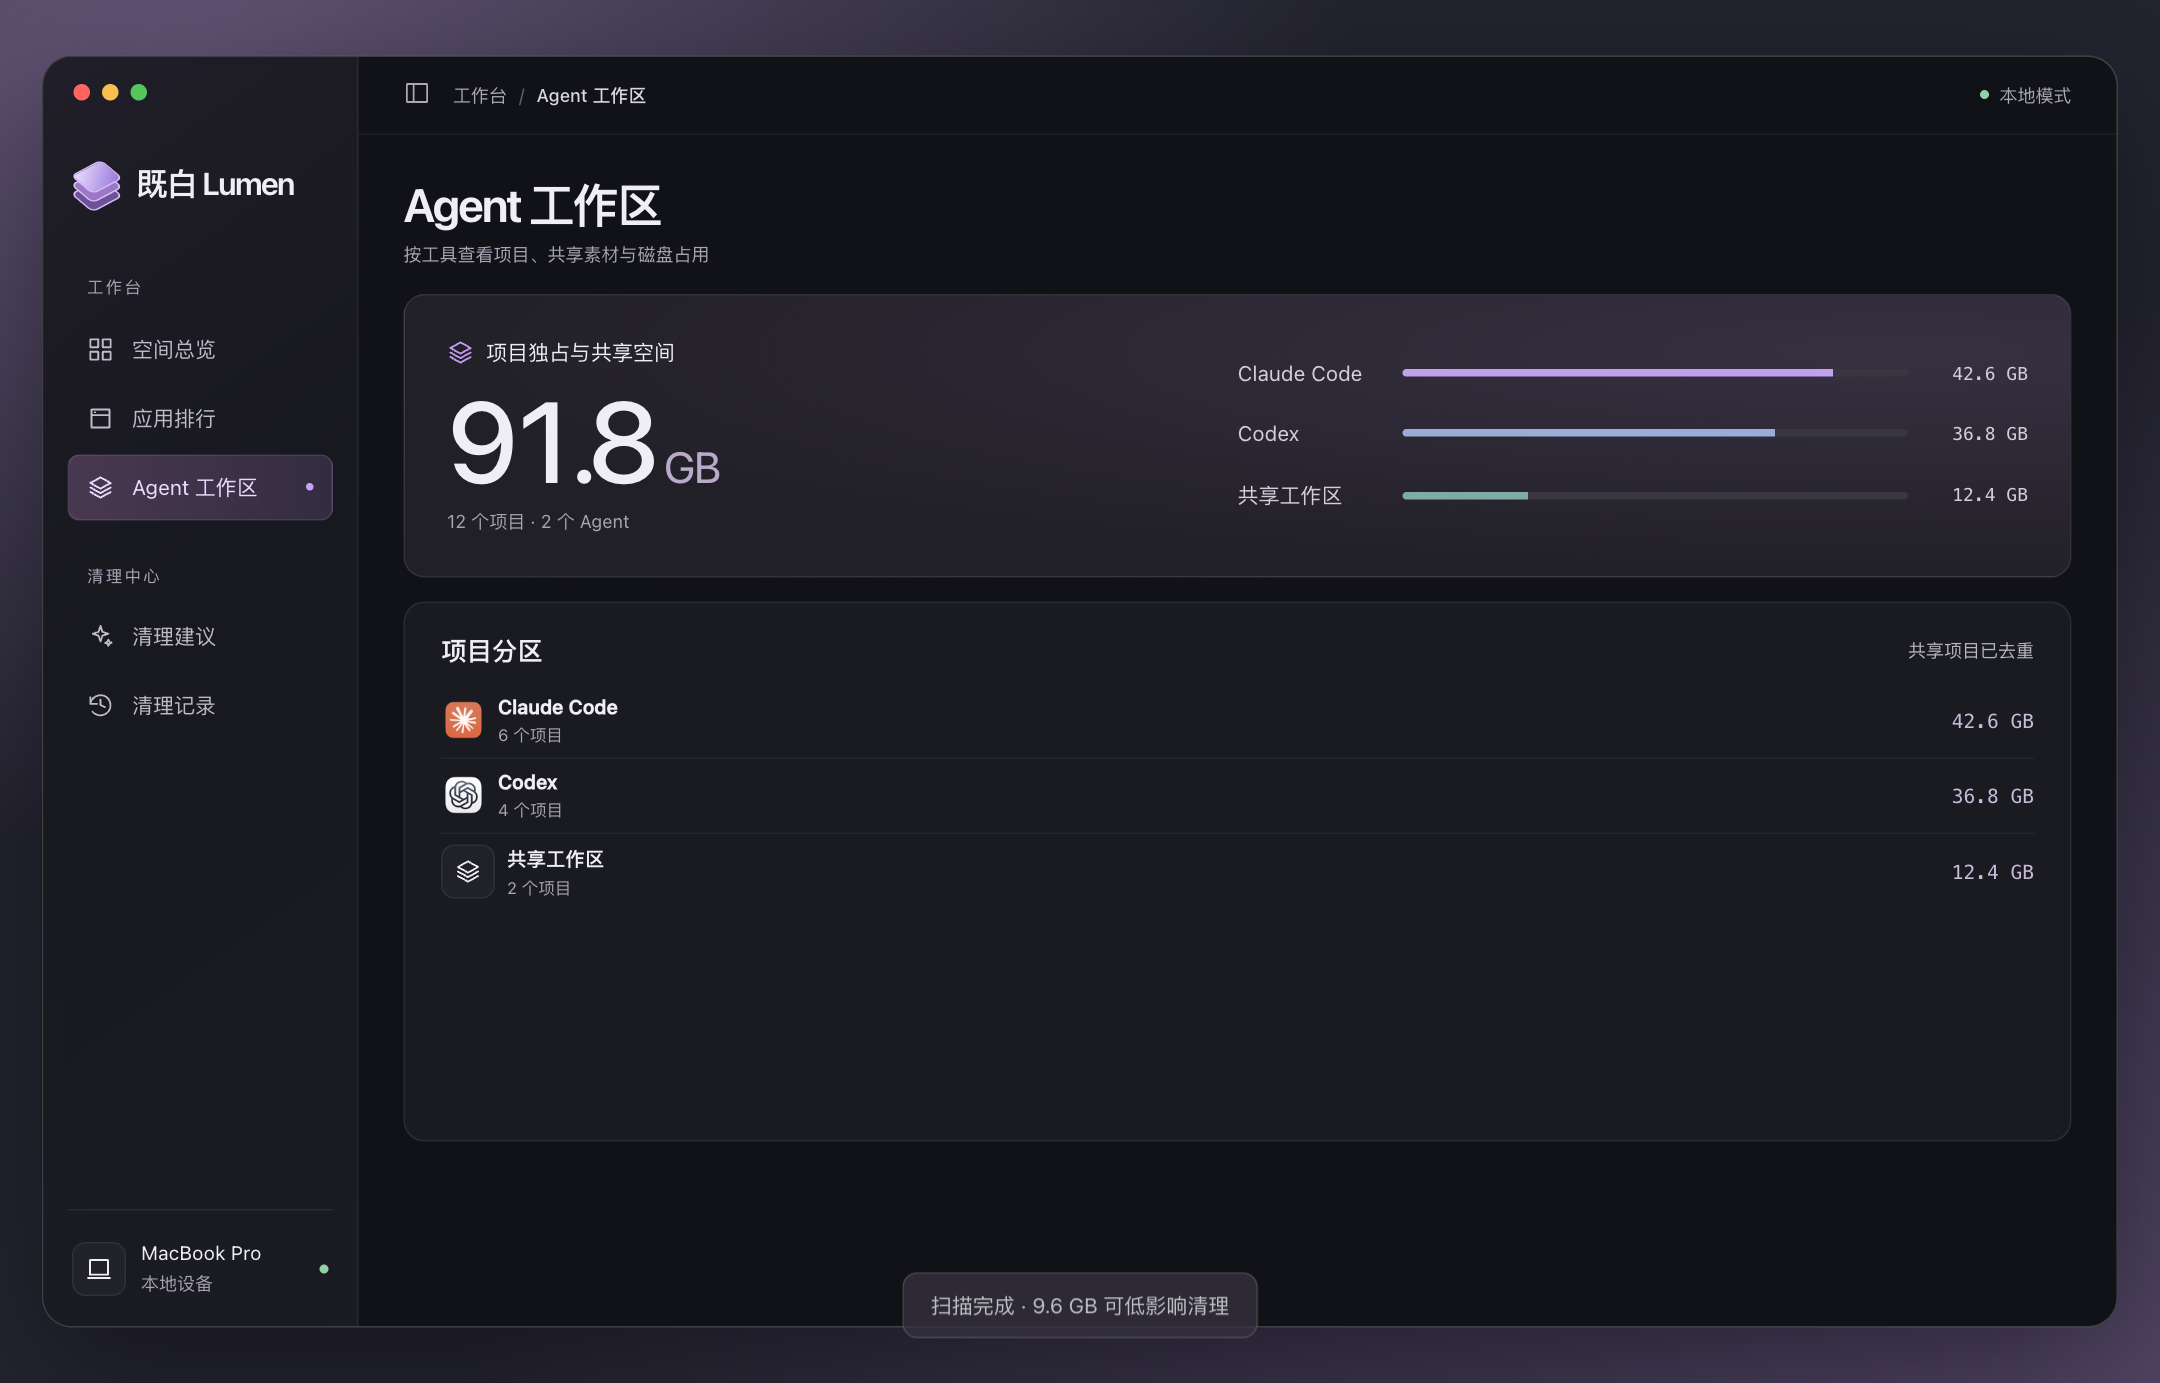 既白 Lumen
工作台
空间总览
应用排行
Agent 工作区
清理中心
清理建议
清理记录
MacBook Pro
本地设备
工作台 / Agent 工作区
本地模式
Agent 工作区
按工具查看项目、共享素材与磁盘占用
项目独占与共享空间
91.8 GB
12 个项目 · 2 个 Agent
Claude Code 42.6 GB
Codex 36.8 GB
共享工作区 12.4 GB
项目分区
共享项目已去重
Claude Code
6 个项目
42.6 GB
Codex
4 个项目
36.8 GB
共享工作区
2 个项目
12.4 GB
扫描完成 · 9.6 GB 可低影响清理